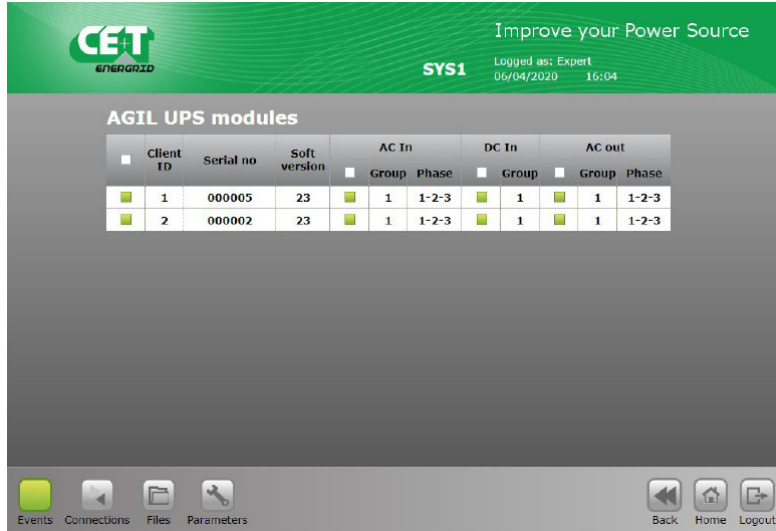 Improve your Power Source
CE+T
ENERGRID
SYS1
Logged as: Expert
06/04/2020 16:04
AGIL UPS modules
Client ID Serial no Soft version AC In DC In AC out
Group Phase Group Group Phase
1 000005 23 1 1-2-3 1 1 1-2-3
2 000002 23 1 1-2-3 1 1 1-2-3
Events Connections Files Parameters Back Home Logout